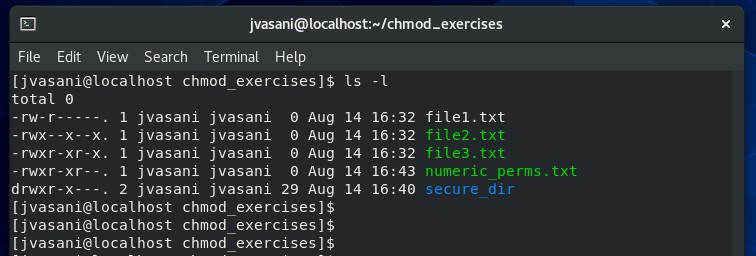 jvasani@localhost:~/chmod_exercises
File Edit View Search Terminal Help
[jvasani@localhost chmod_exercises]$ ls -l
total 0
-rw-r-----. 1 jvasani jvasani  0 Aug 14 16:32 file1.txt
-rwx--x--x. 1 jvasani jvasani  0 Aug 14 16:32 file2.txt
-rwxr-xr-x. 1 jvasani jvasani  0 Aug 14 16:32 file3.txt
-rwxr-xr--. 1 jvasani jvasani  0 Aug 14 16:43 numeric_perms.txt
drwxr-x---. 2 jvasani jvasani 29 Aug 14 16:40 secure_dir
[jvasani@localhost chmod_exercises]$
[jvasani@localhost chmod_exercises]$
[jvasani@localhost chmod_exercises]$